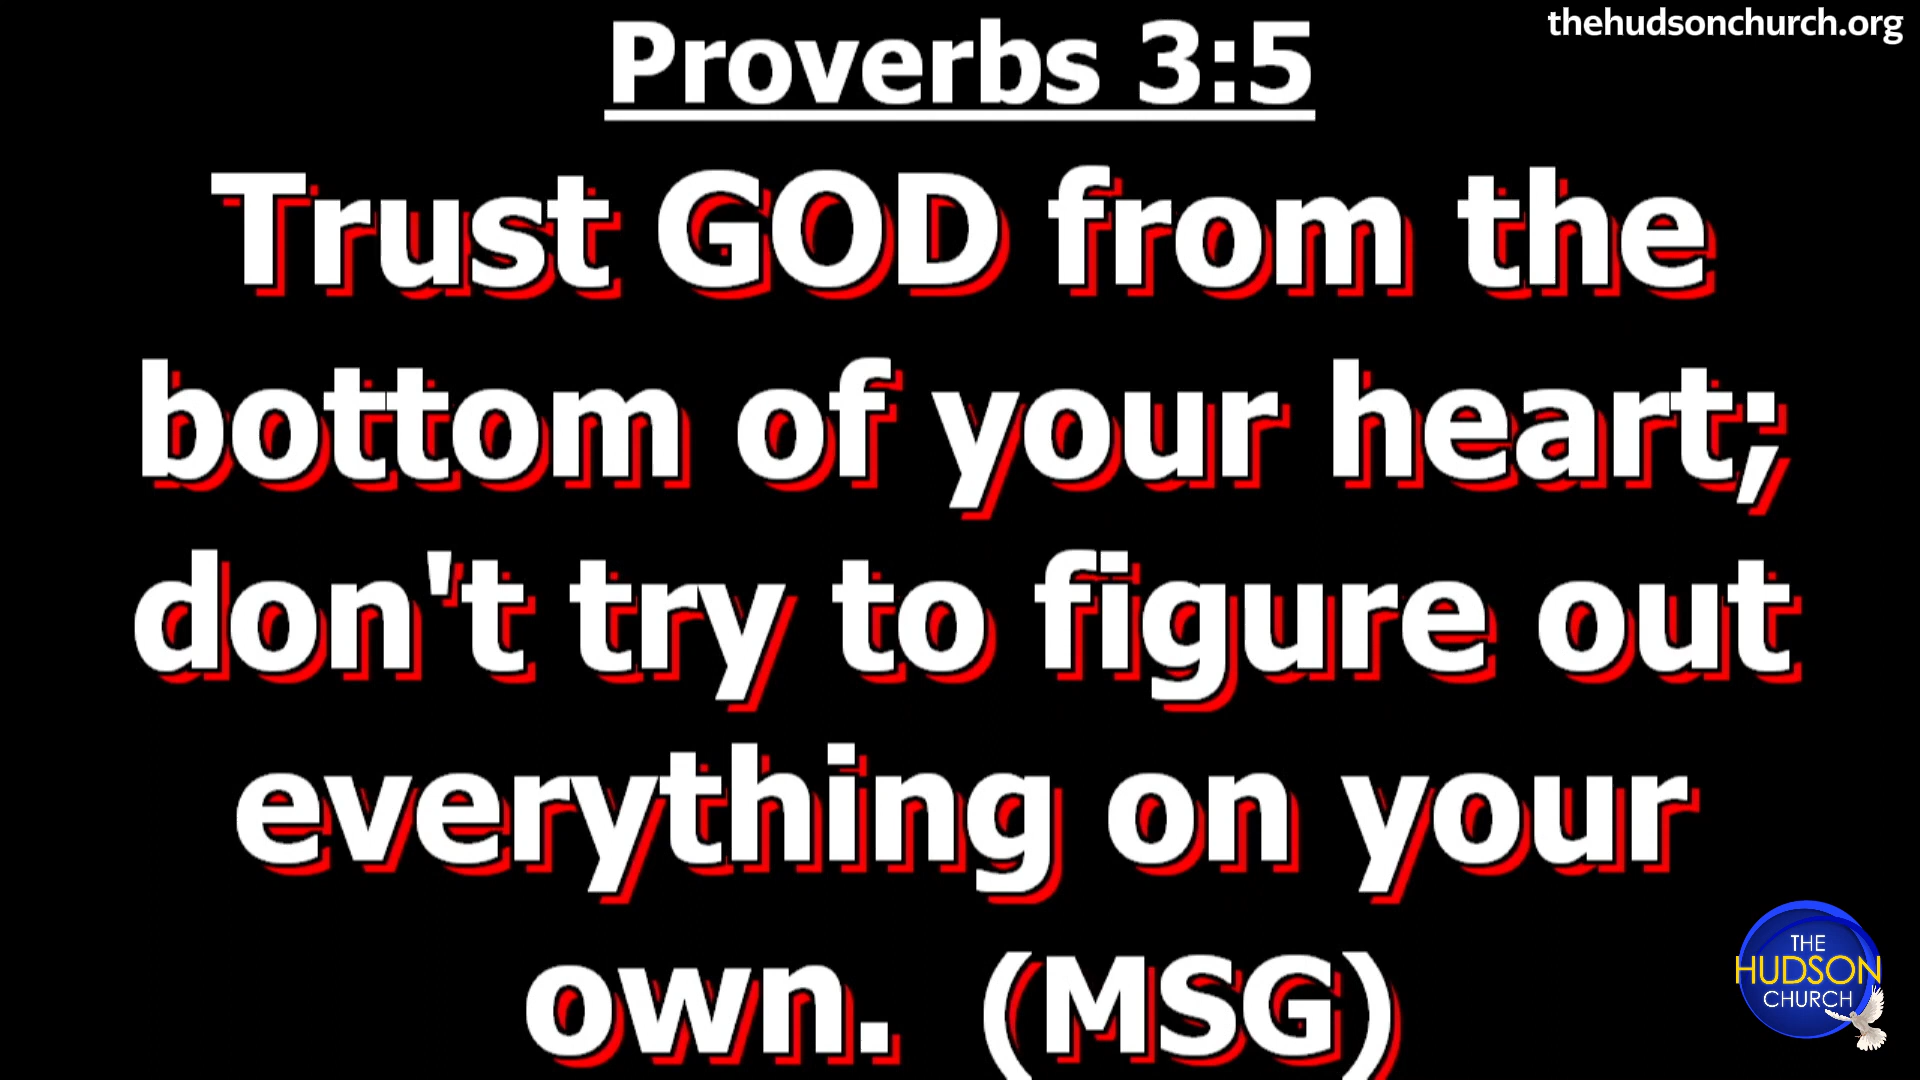 thehudsonchurch.org
Proverbs 3:5
Trust GOD from the
bottom of your heart;
don't try to figure out
everything on your
own.  (MSG)
THE
HUDSON
CHURCH